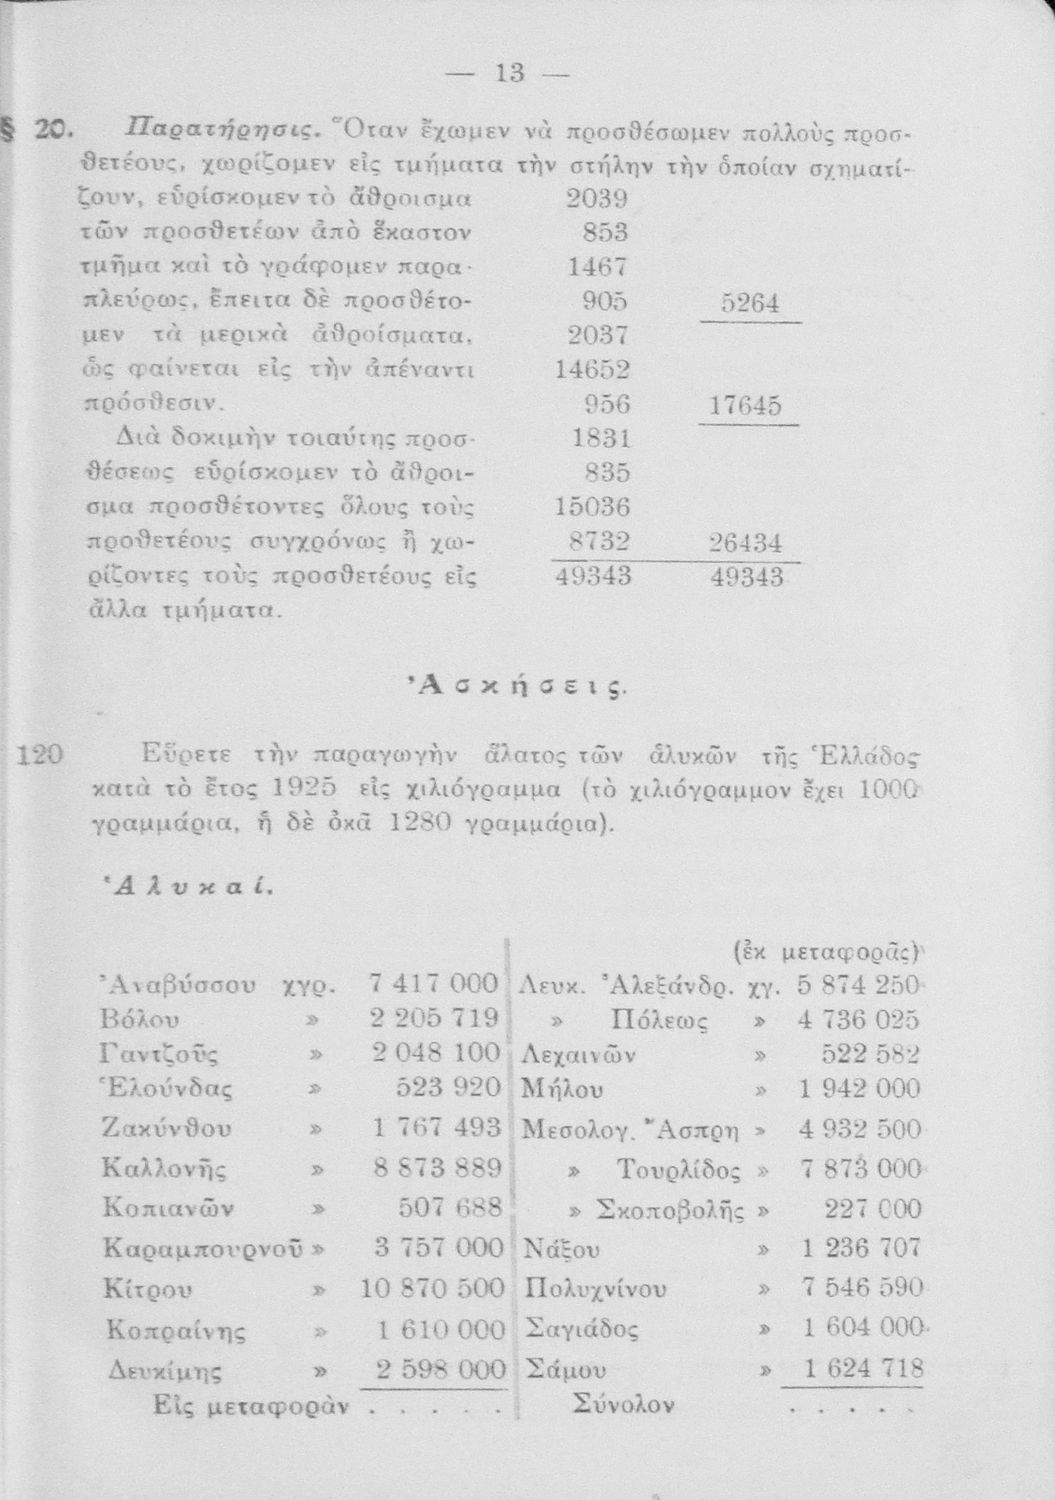 — 13 —
§ 20. Παρατήρησις. Ὅταν ἔχωμεν νὰ προσθέσωμεν πολλοὺς προσ-
θετέους, χωρίζομεν εἰς τμήματα τὴν στήλην τὴν ὁποίαν σχηματί-
ζουν, εὑρίσκομεν τὸ ἄθροισμα 2039
τῶν προσθετέων ἀπὸ ἕκαστον 853
τμῆμα καὶ τὸ γράφομεν παρα- 1467
πλεύρως, ἔπειτα δὲ προσθέτο- 905 5264
μεν τὰ μερικὰ ἀθροίσματα, 2037
ὡς φαίνεται εἰς τὴν ἀπέναντι 14652
πρόσθεσιν. 956 17645
Διὰ δοκιμὴν τοιαύτης προσ- 1831
θέσεως εὑρίσκομεν τὸ ἄθροι- 835
σμα προσθέτοντες ὅλους τοὺς 15036
προθετέους συγχρόνως ἢ χω- 8732 26434
ρίζοντες τοὺς προσθετέους εἰς 49343 49343
ἄλλα τμήματα.
Ἀσκήσεις.
120 Εὕρετε τὴν παραγωγὴν ἅλατος τῶν ἁλυκῶν τῆς Ἑλλάδος
κατὰ τὸ ἔτος 1925 εἰς χιλιόγραμμα (τὸ χιλιόγραμμον ἔχει 1000
γραμμάρια, ἡ δὲ ὀκᾶ 1280 γραμμάρια).
Ἁλυκαί.
(ἐκ μεταφορᾶς)
Ἀναβύσσου χγρ. 7 417 000 Λευκ. Ἀλεξάνδρ. χγ. 5 874 250
Βόλου » 2 205 719 » Πόλεως » 4 736 025
Γαντζοῦς » 2 048 100 Λεχαινῶν » 522 582
Ἑλούνδας » 523 920 Μήλου » 1 942 000
Ζακύνθου » 1 767 493 Μεσολογ. Ἄσπρη » 4 932 500
Καλλονῆς » 8 873 889 » Τουρλίδος » 7 873 000
Κοπιανῶν » 507 688 » Σκοποβολῆς » 227 000
Καραμπουρνοῦ » 3 757 000 Νάξου » 1 236 707
Κίτρου » 10 870 500 Πολυχνίνου » 7 546 590
Κοπραίνης » 1 610 000 Σαγιάδος » 1 604 000
Λευκίμης » 2 598 000 Σάμου » 1 624 718
Εἰς μεταφορὰν . . . . . Σύνολον . . . . .